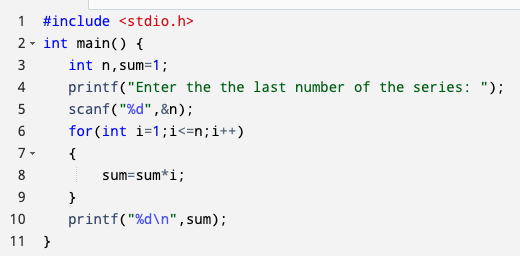 1 #include <stdio.h>
2 int main() {
3 int n,sum=1;
4 printf("Enter the the last number of the series: ");
5 scanf("%d",&n);
6 for(int i=1;i<=n;i++)
7 {
8 sum=sum*i;
9 }
10 printf("%d\n",sum);
11 }